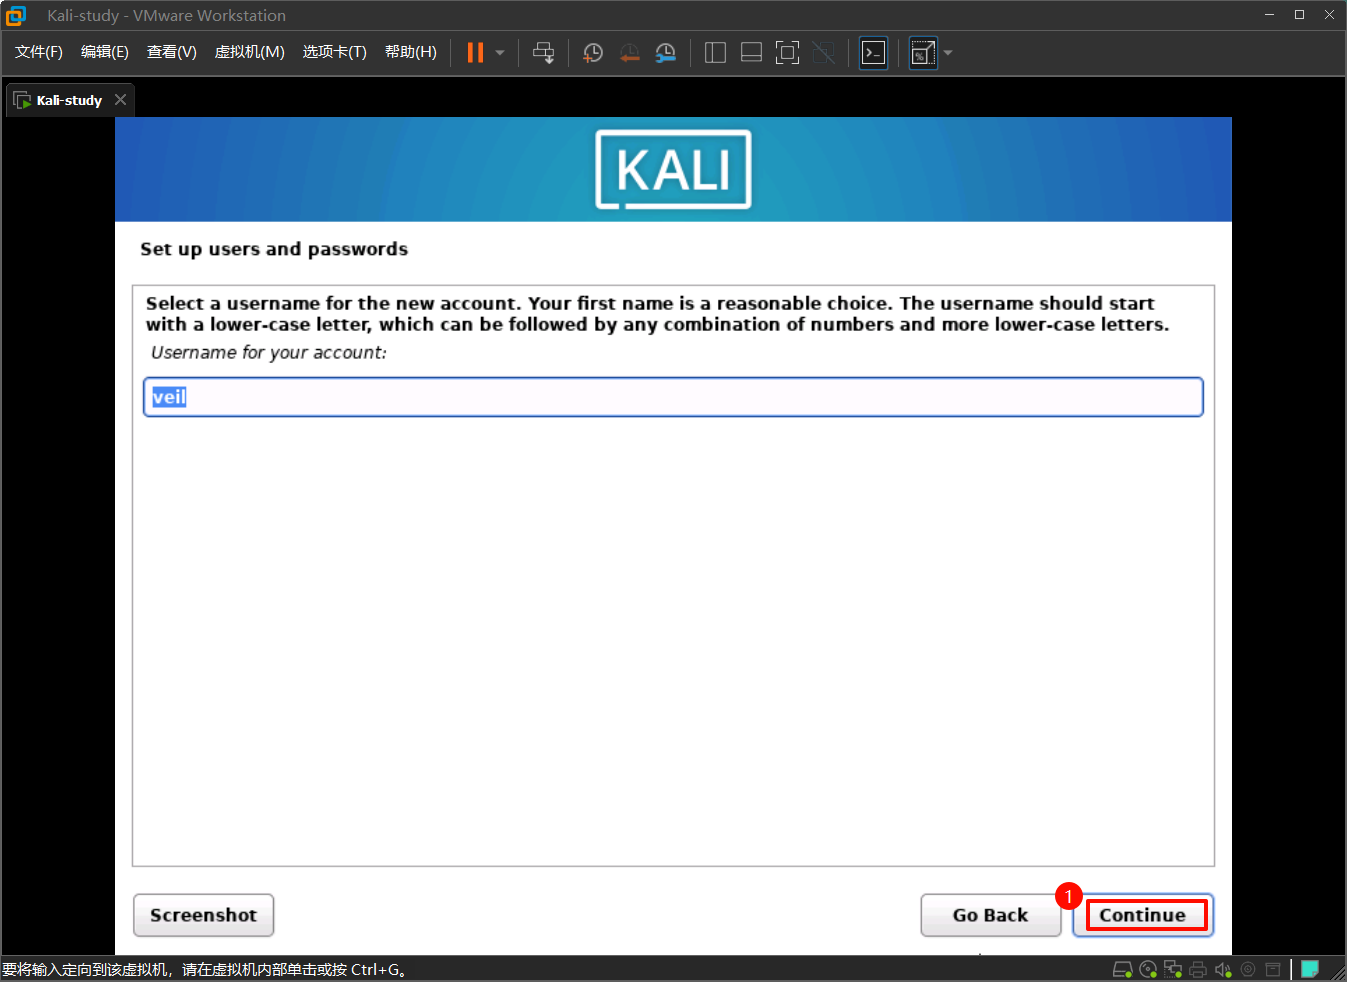 Kali-study - VMware Workstation
文件(F) 编辑(E) 查看(V) 虚拟机(M) 选项卡(T) 帮助(H)
Kali-study
KALI
Set up users and passwords
Select a username for the new account. Your first name is a reasonable choice. The username should start
with a lower-case letter, which can be followed by any combination of numbers and more lower-case letters.
Username for your account:
veil
1
Screenshot Go Back Continue
要将输入定向到该虚拟机，请在虚拟机内部单击或按 Ctrl+G。